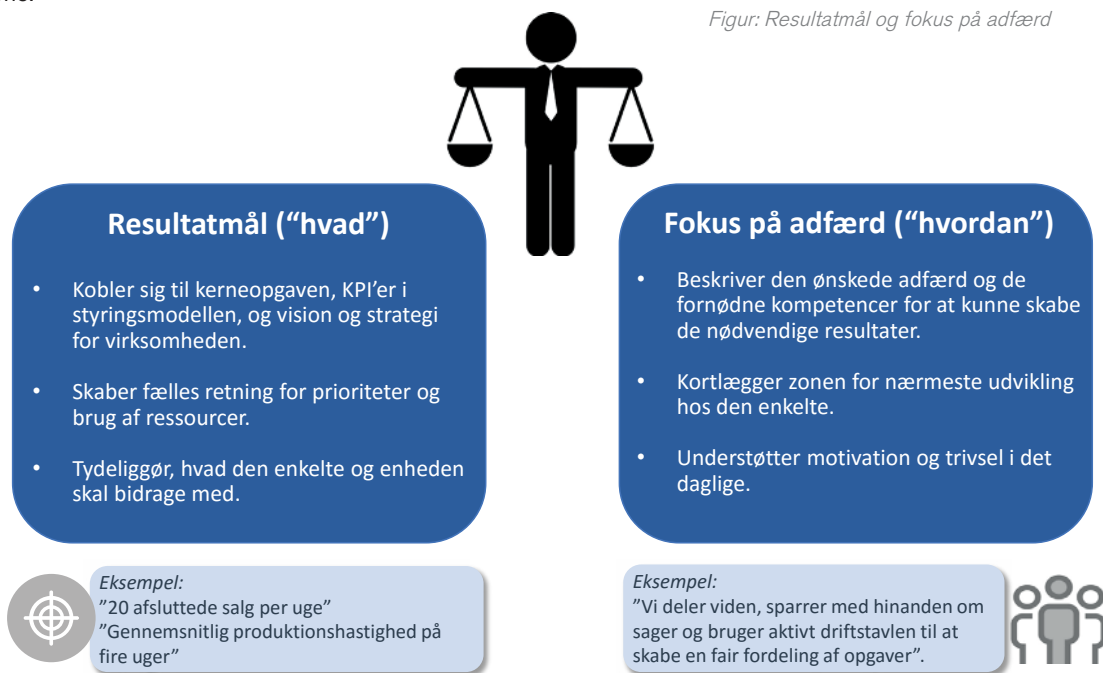 Figur: Resultatmål og fokus på adfærd
Resultatmål (“hvad”)
• Kobler sig til kerneopgaven, KPI’er i
styringsmodellen, og vision og strategi
for virksomheden.
• Skaber fælles retning for prioriteter og
brug af ressourcer.
• Tydeliggør, hvad den enkelte og enheden
skal bidrage med.
Eksempel:
”20 afsluttede salg per uge”
”Gennemsnitlig produktionshastighed på
fire uger”
Fokus på adfærd (“hvordan”)
• Beskriver den ønskede adfærd og de
fornødne kompetencer for at kunne skabe
de nødvendige resultater.
• Kortlægger zonen for nærmeste udvikling
hos den enkelte.
• Understøtter motivation og trivsel i det
daglige.
Eksempel:
”Vi deler viden, sparrer med hinanden om
sager og bruger aktivt driftstavlen til at
skabe en fair fordeling af opgaver”.